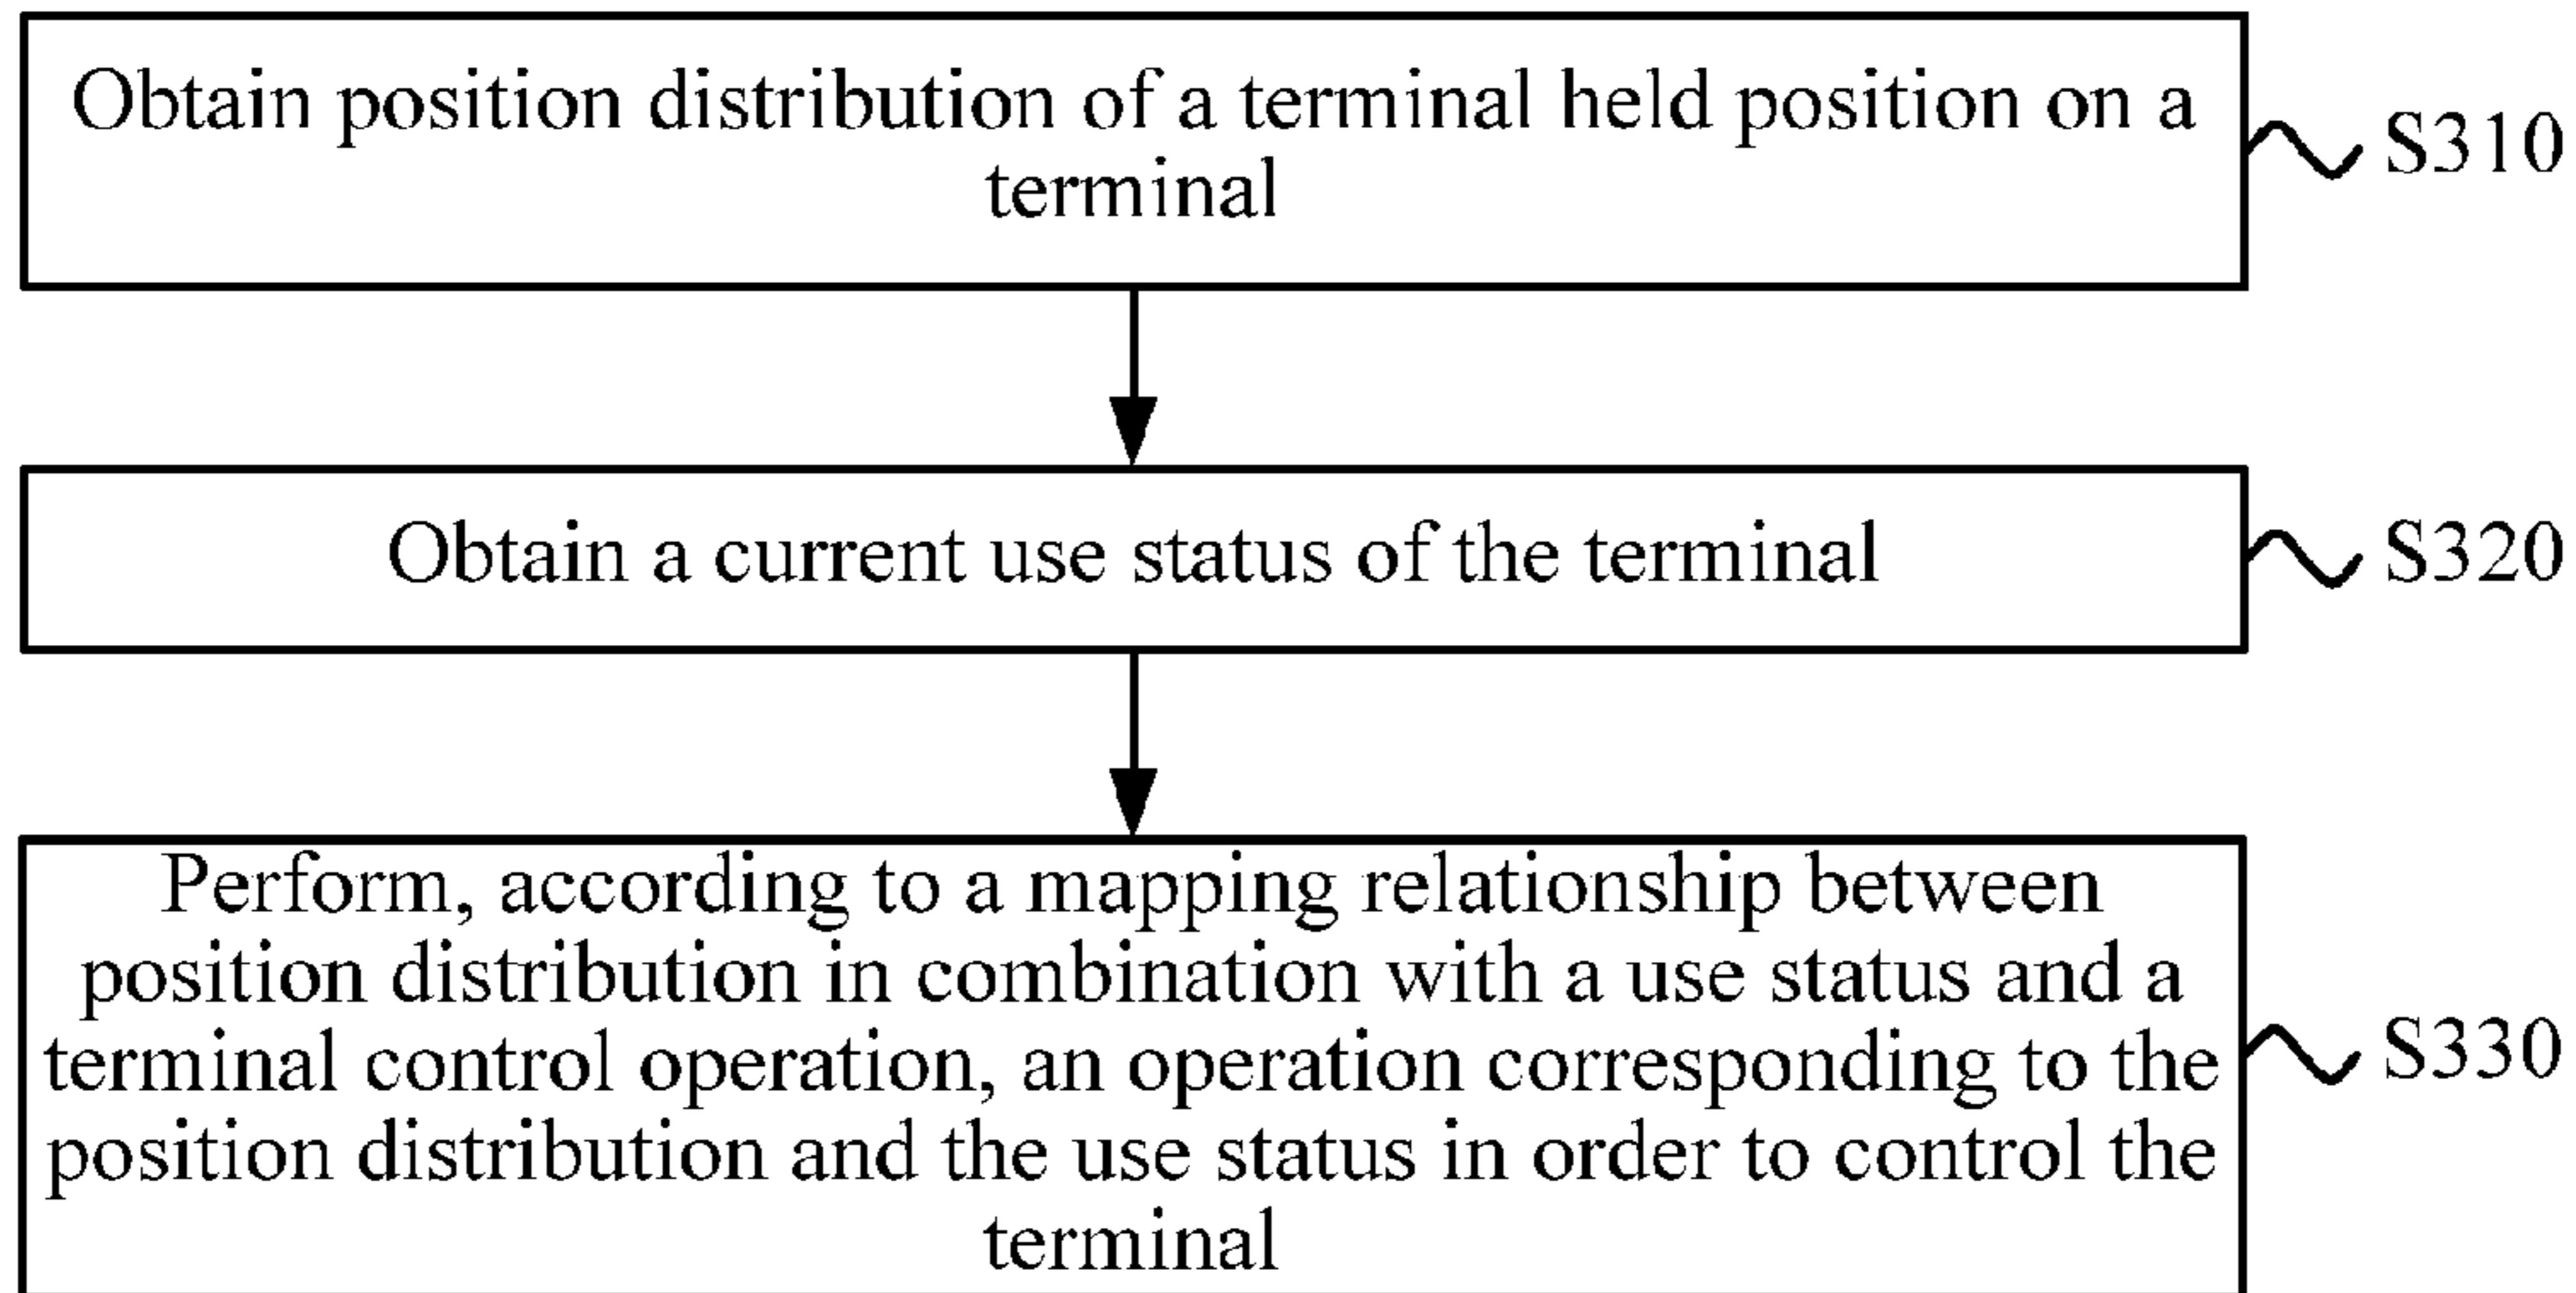 Obtain position distribution of a terminal held position on a
terminal
S310
Obtain a current use status of the terminal
S320
Perform, according to a mapping relationship between
position distribution in combination with a use status and a
terminal control operation, an operation corresponding to the
position distribution and the use status in order to control the
terminal
S330